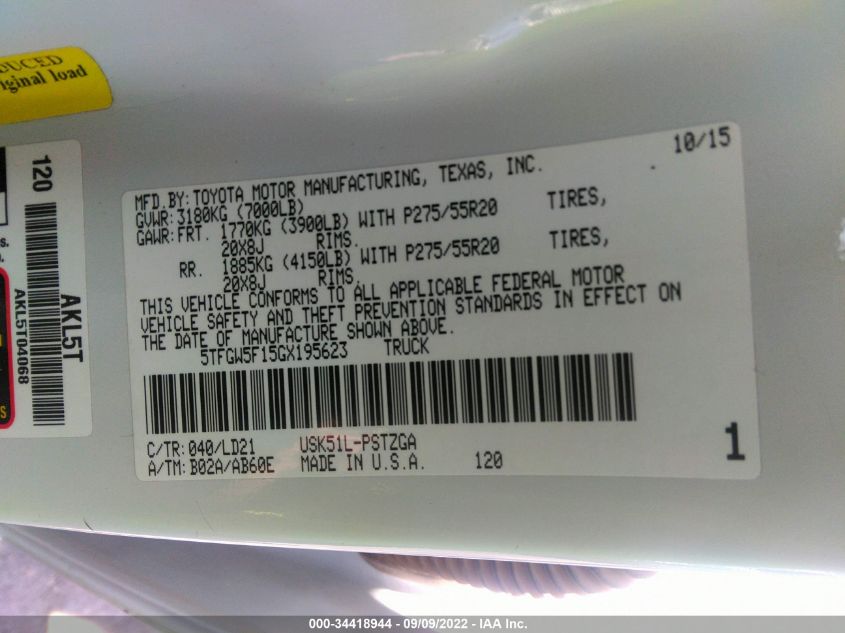 DUCED
iginal load
120
s.
AKL5T
AKL5T04068
S
10/15
MFD.BY:TOYOTA MOTOR MANUFACTURING, TEXAS, INC.
GVWR:3180KG (7000LB)
GAWR:FRT. 1770KG (3900LB) WITH P275/55R20 TIRES,
20X8J RIMS.
RR. 1885KG (4150LB) WITH P275/55R20 TIRES,
20X8J RIMS.
THIS VEHICLE CONFORMS TO ALL APPLICABLE FEDERAL MOTOR
VEHICLE SAFETY AND THEFT PREVENTION STANDARDS IN EFFECT ON
THE DATE OF MANUFACTURE SHOWN ABOVE.
5TFGW5F15GX195623 TRUCK
C/TR:040/LD21 USK51L-PSTZGA
A/TM:B02A/AB60E MADE IN U.S.A. 120
1
000-34418944 - 09/09/2022 - IAA Inc.